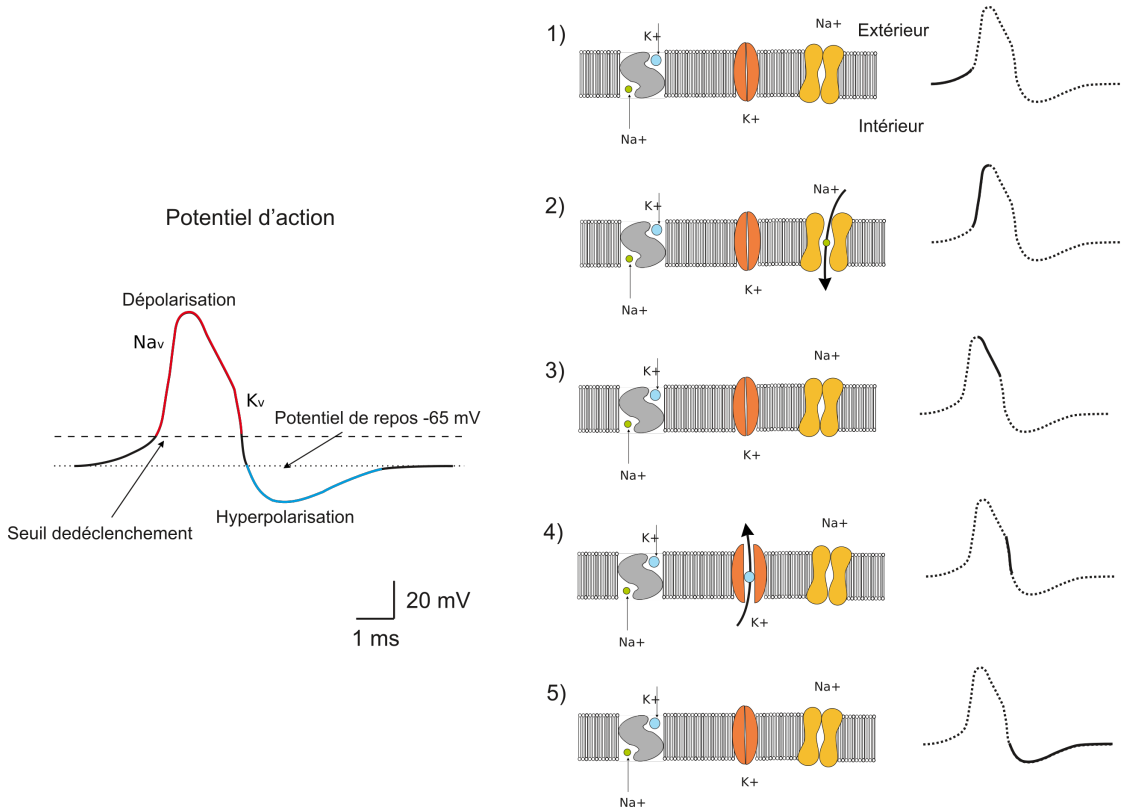 Potentiel d'action
Dépolarisation
Nav
Kv
Potentiel de repos -65 mV
Seuil dedéclenchement
Hyperpolarisation
20 mV
1 ms
1)
K+
Na+
Extérieur
Na+
K+
Intérieur
2)
K+
Na+
Na+
K+
3)
K+
Na+
Na+
K+
4)
K+
Na+
Na+
K+
5)
K+
Na+
Na+
K+